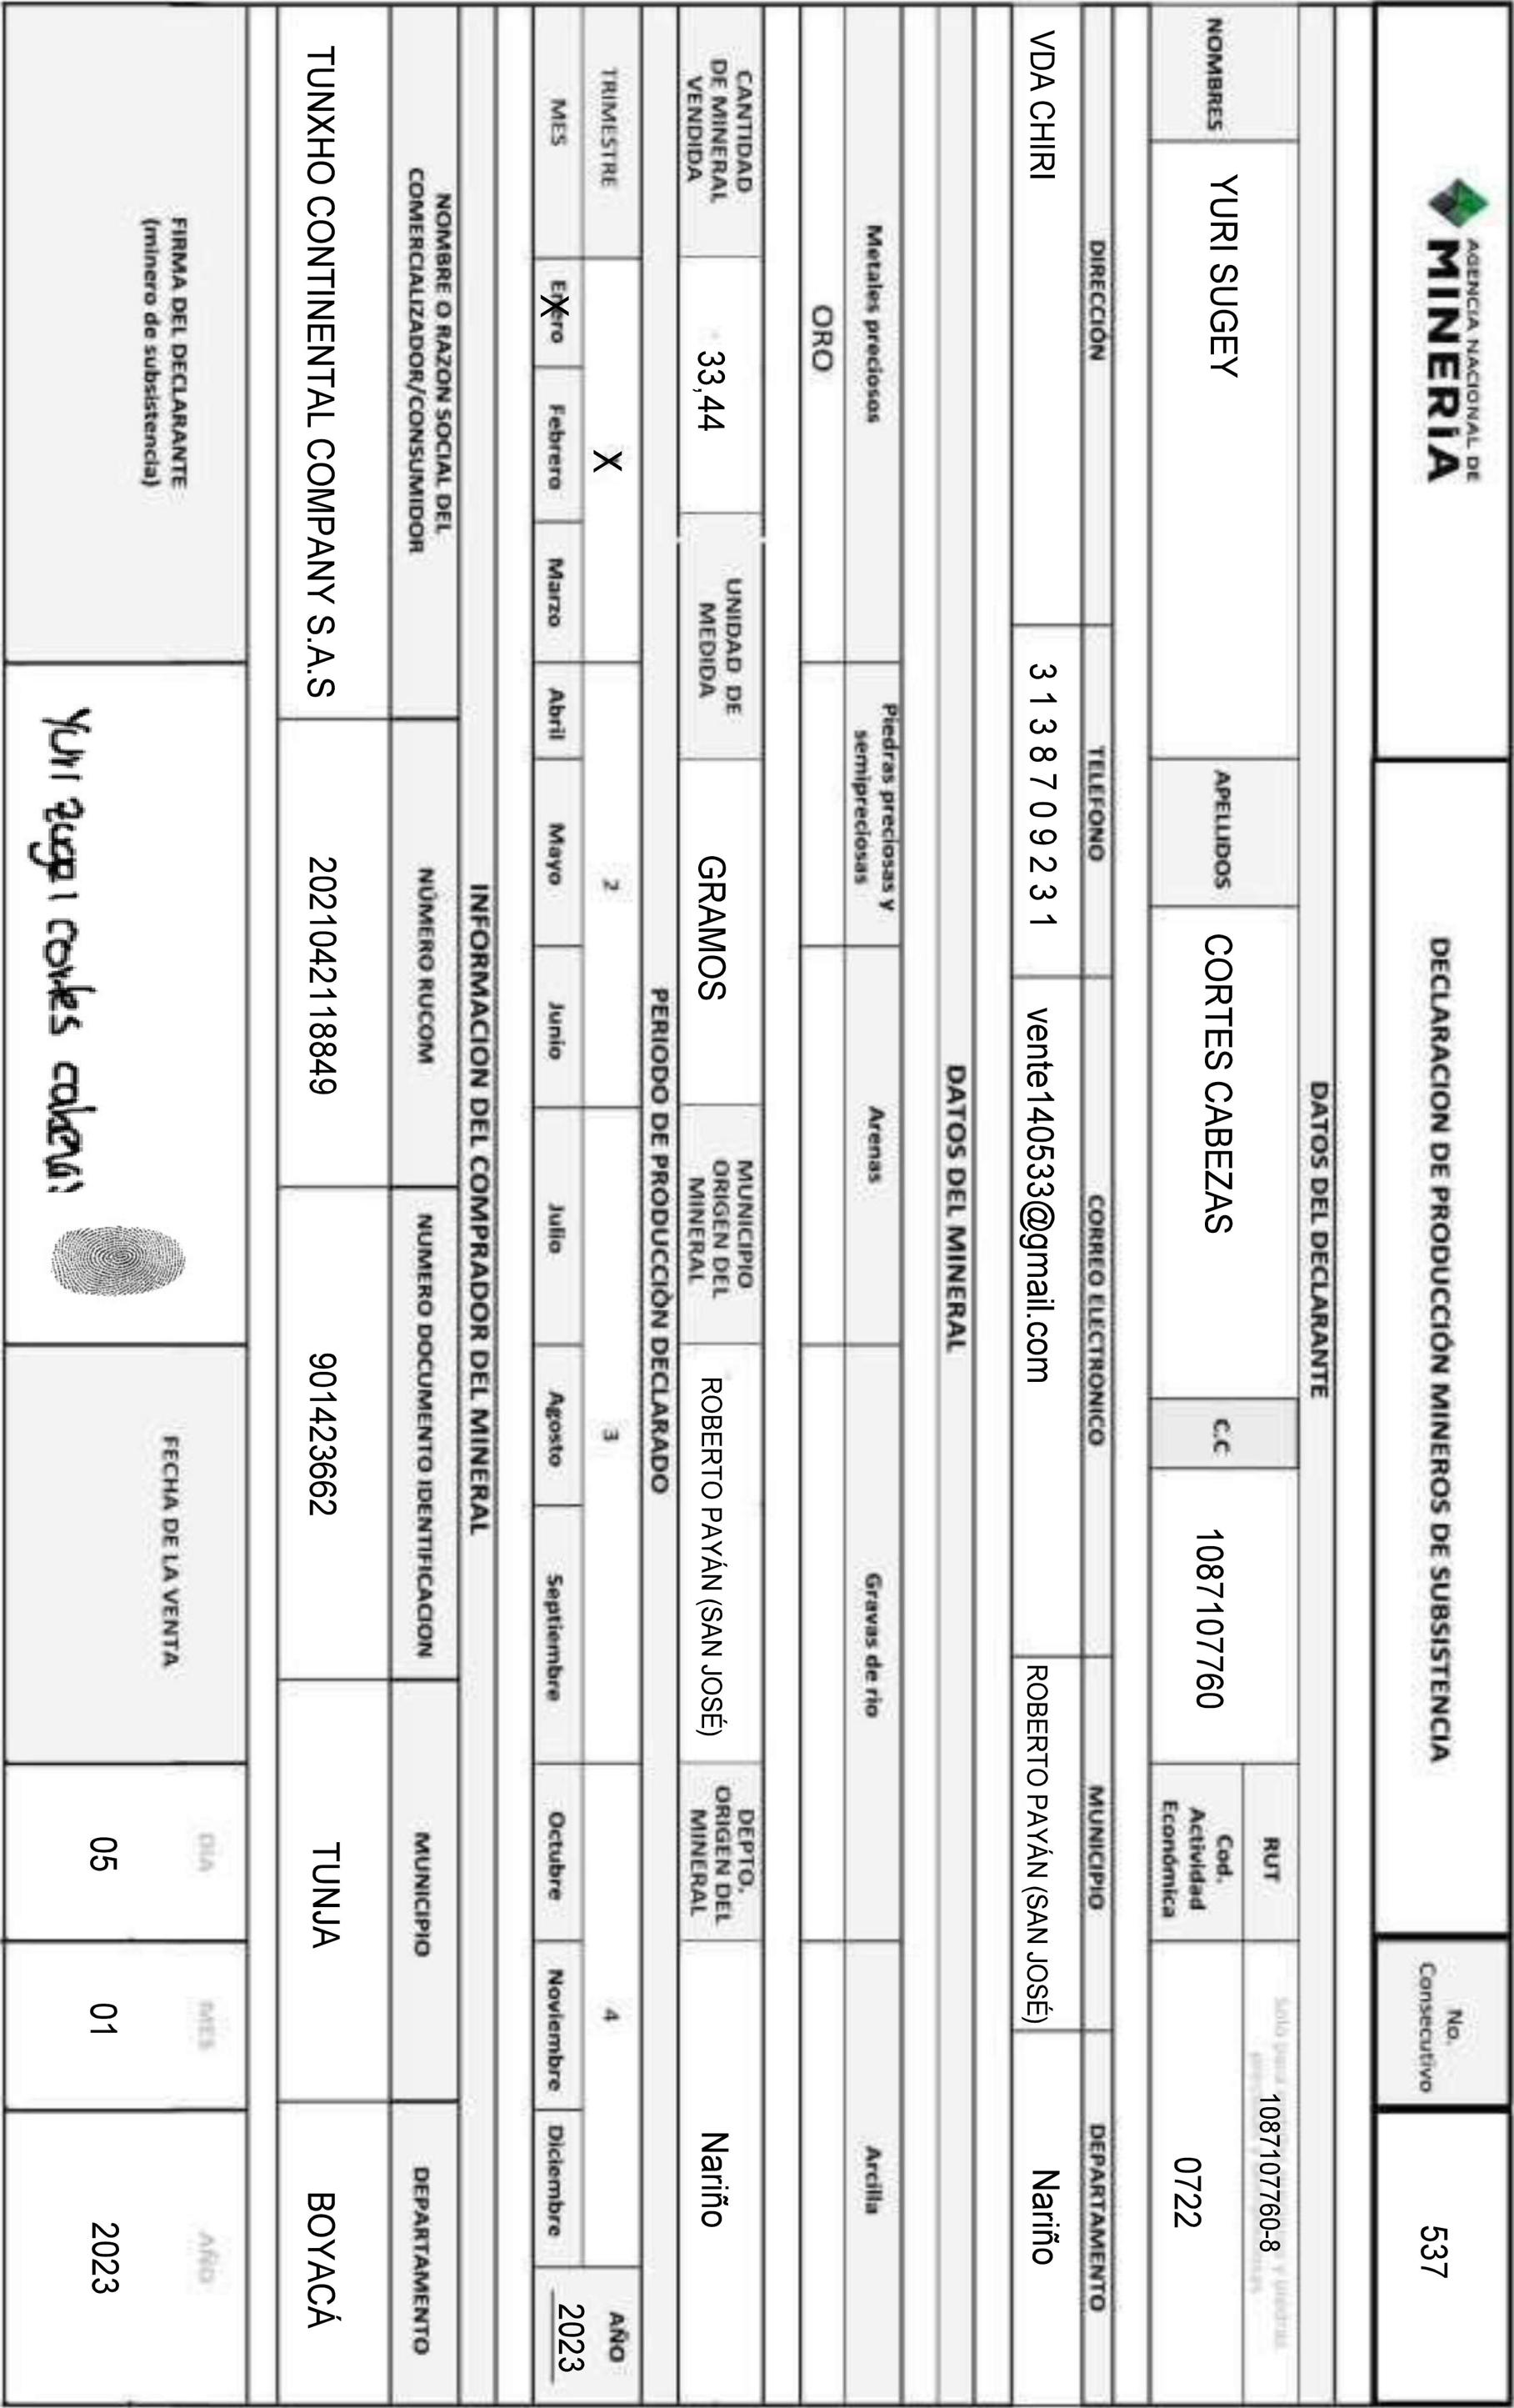 AGENCIA NACIONAL DE
MINERÍA
DECLARACION DE PRODUCCIÓN MINEROS DE SUBSISTENCIA
No.
Consecutivo
537
DATOS DEL DECLARANTE
NOMBRES
YURI SUGEY
APELLIDOS
CORTES CABEZAS
C.C
1087107760
RUT
1087107760-8
Cod.
Actividad
Económica
0722
DIRECCIÓN
TELEFONO
CORREO ELECTRONICO
MUNICIPIO
DEPARTAMENTO
VDA CHIRI
3 1 3 8 7 0 9 2 3 1
vente140533@gmail.com
ROBERTO PAYÁN (SAN JOSÉ)
Nariño
DATOS DEL MINERAL
Metales preciosos
Piedras preciosas y
semipreciosas
Arenas
Gravas de rio
Arcilla
ORO
CANTIDAD
DE MINERAL
VENDIDA
33,44
UNIDAD DE
MEDIDA
GRAMOS
MUNICIPIO
ORIGEN DEL
MINERAL
ROBERTO PAYÁN (SAN JOSÉ)
DEPTO.
ORIGEN DEL
MINERAL
Nariño
PERIODO DE PRODUCCIÓN DECLARADO
TRIMESTRE
X
2
3
4
AÑO
MES
Enero
X
Febrero
Marzo
Abril
Mayo
Junio
Julio
Agosto
Septiembre
Octubre
Noviembre
Diciembre
2023
INFORMACIÓN DEL COMPRADOR DEL MINERAL
NOMBRE O RAZON SOCIAL DEL
COMERCIALIZADOR/CONSUMIDOR
NÚMERO RUCOM
NUMERO DOCUMENTO IDENTIFICACION
MUNICIPIO
DEPARTAMENTO
TUNXHO CONTINENTAL COMPANY S.A.S
2021042118849
901423662
TUNJA
BOYACÁ
FIRMA DEL DECLARANTE
(minero de subsistencia)
Yuri Sugei cortes cabezas
FECHA DE LA VENTA
DIA
MES
AÑO
05
01
2023